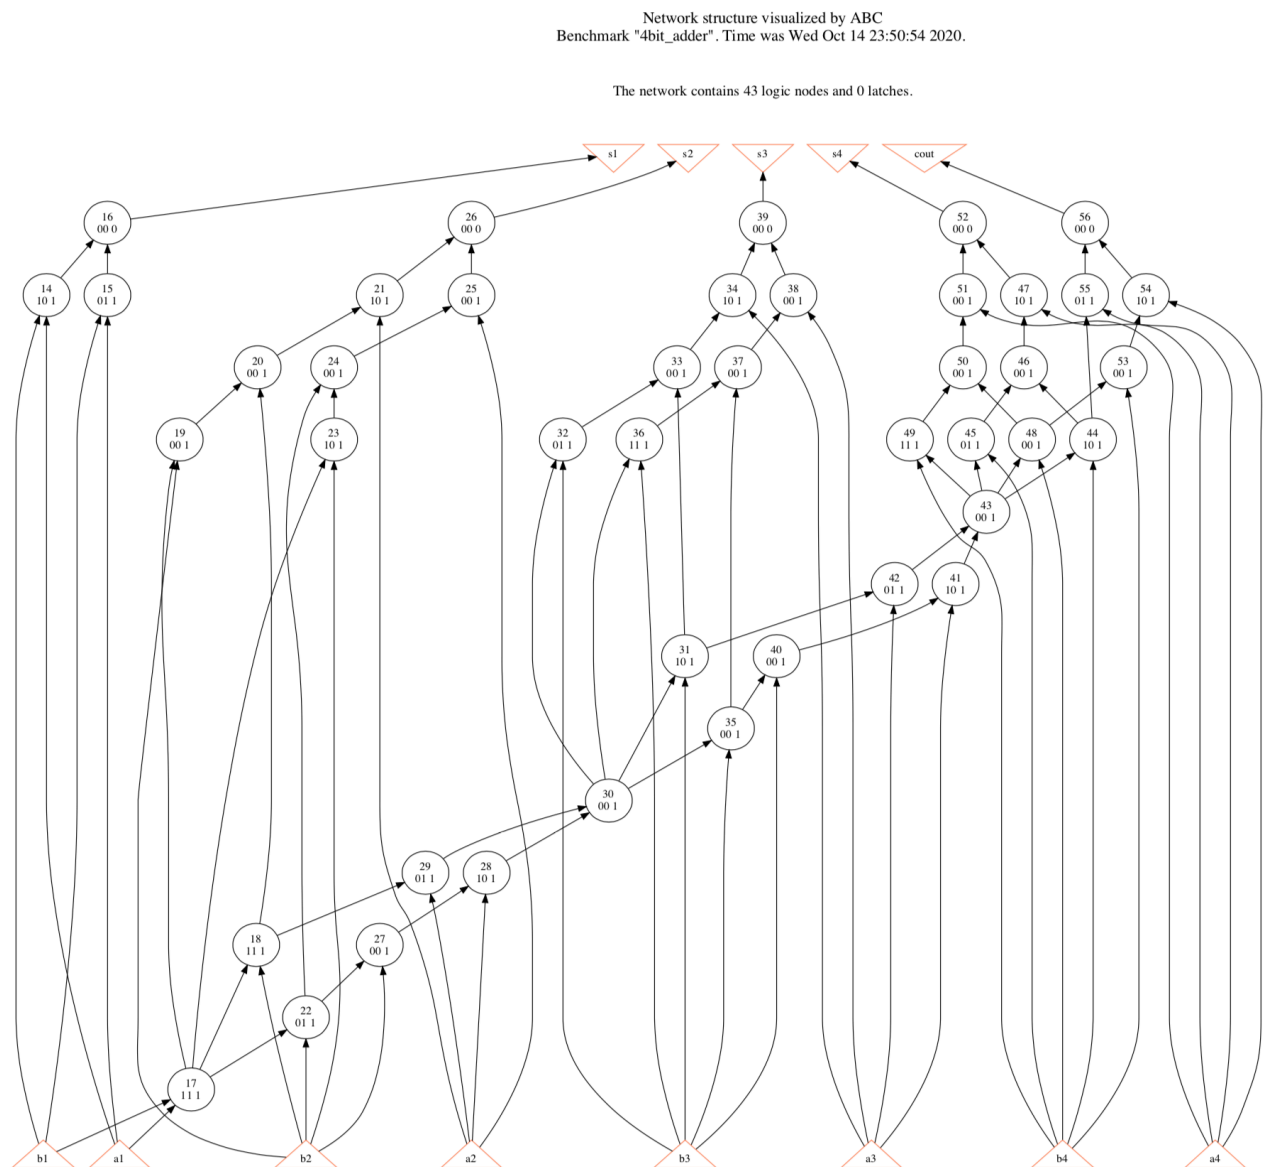 Network structure visualized by ABC
Benchmark "4bit_adder". Time was Wed Oct 14 23:50:54 2020.
The network contains 43 logic nodes and 0 latches.
s1 s2 s3 s4 cout
16 26 39 52 56
00 0 00 0 00 0 00 0 00 0
14 15 21 25 34 38 51 47 55 54
10 1 01 1 10 1 00 1 10 1 00 1 00 1 10 1 01 1 10 1
20 24 33 37 50 46 53
00 1 00 1 00 1 00 1 00 1 00 1 00 1
19 23 32 36 49 45 48 44
00 1 10 1 01 1 11 1 11 1 01 1 00 1 10 1
43
00 1
42 41
01 1 10 1
31 40
10 1 00 1
35
00 1
30
00 1
29 28
01 1 10 1
18 27
11 1 00 1
22
01 1
17
11 1
b1 a1 b2 a2 b3 a3 b4 a4